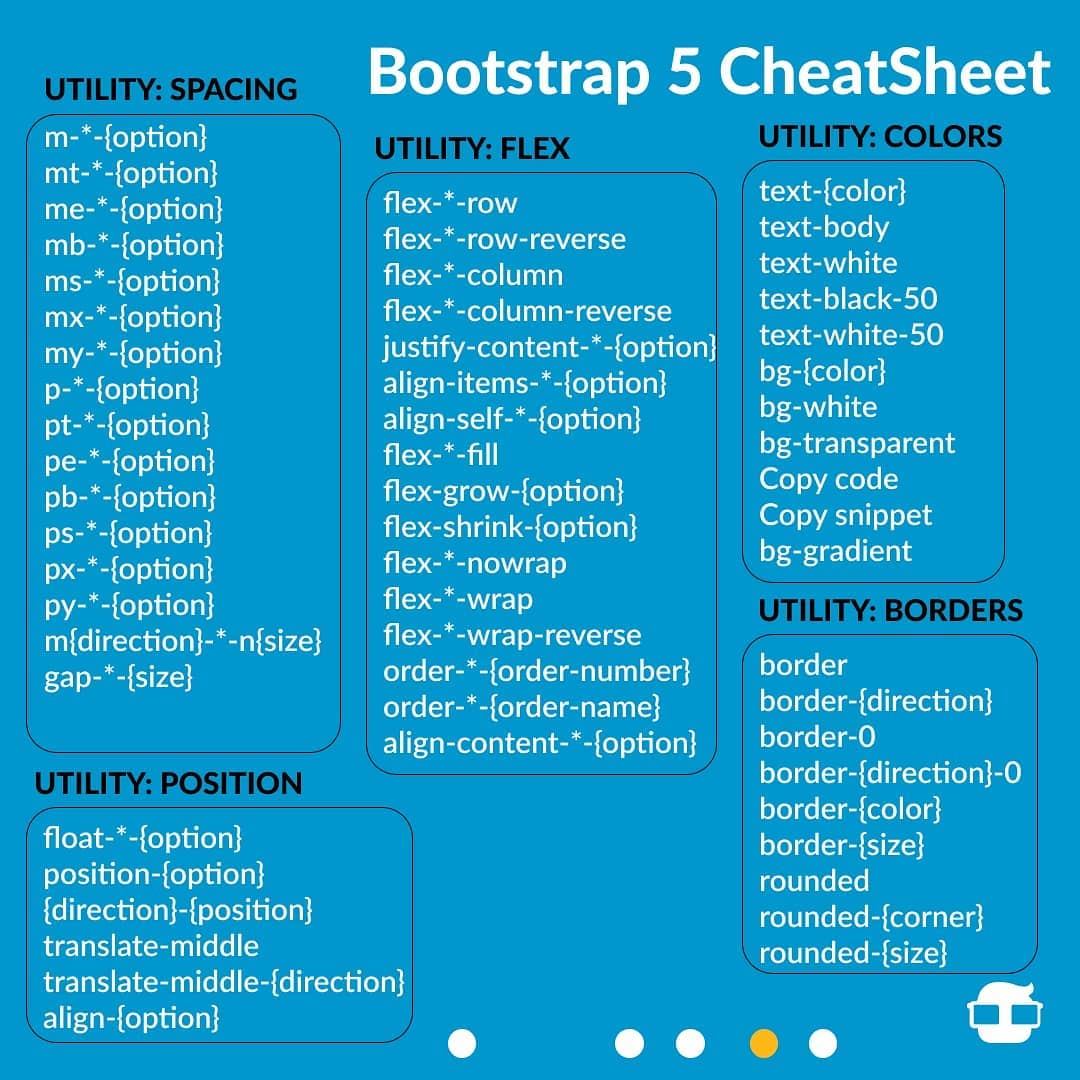 Bootstrap 5 CheatSheet
UTILITY: SPACING
m-*-{option}
mt-*-{option}
me-*-{option}
mb-*-{option}
ms-*-{option}
mx-*-{option}
my-*-{option}
p-*-{option}
pt-*-{option}
pe-*-{option}
pb-*-{option}
ps-*-{option}
px-*-{option}
py-*-{option}
m{direction}-*-n{size}
gap-*-{size}
UTILITY: POSITION
float-*-{option}
position-{option}
{direction}-{position}
translate-middle
translate-middle-{direction}
align-{option}
UTILITY: FLEX
flex-*-row
flex-*-row-reverse
flex-*-column
flex-*-column-reverse
justify-content-*-{option}
align-items-*-{option}
align-self-*-{option}
flex-*-fill
flex-grow-{option}
flex-shrink-{option}
flex-*-nowrap
flex-*-wrap
flex-*-wrap-reverse
order-*-{order-number}
order-*-{order-name}
align-content-*-{option}
UTILITY: COLORS
text-{color}
text-body
text-white
text-black-50
text-white-50
bg-{color}
bg-white
bg-transparent
Copy code
Copy snippet
bg-gradient
UTILITY: BORDERS
border
border-{direction}
border-0
border-{direction}-0
border-{color}
border-{size}
rounded
rounded-{corner}
rounded-{size}